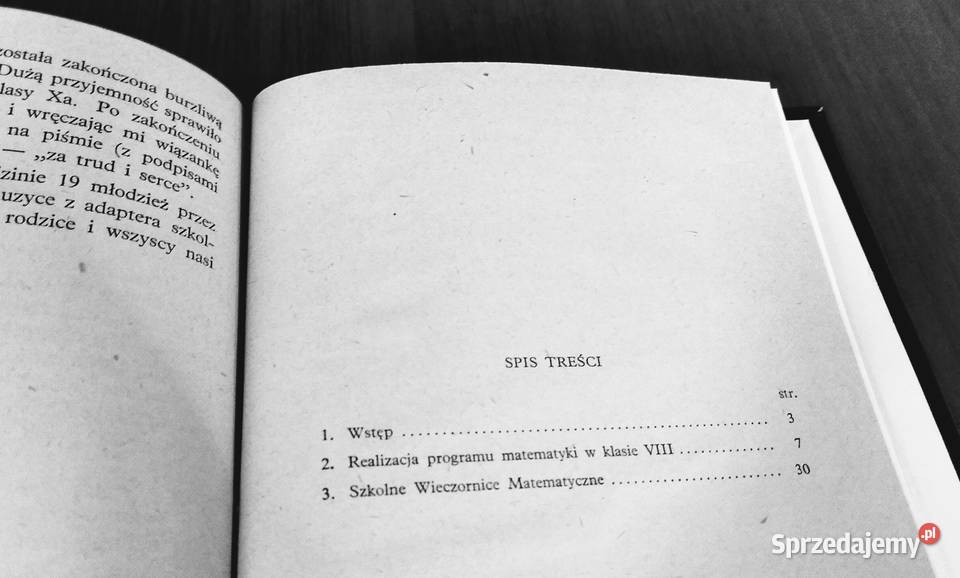 została zakończona burzliwą
Dużą przyjemność sprawiło
lasy Xa. Po zakończeniu
i wręczając mi wiązankę
na piśmie (z podpisami
— „za trud i serce”.
zinie 19 młodzież przez
uzyce z adaptera szkol-
rodzice i wszyscy nasi
SPIS TREŚCI
str.
1. Wstęp .................................................. 3
2. Realizacja programu matematyki w klasie VIII .............. 7
3. Szkolne Wieczornice Matematyczne ........................ 30
Sprzedajemy.pl